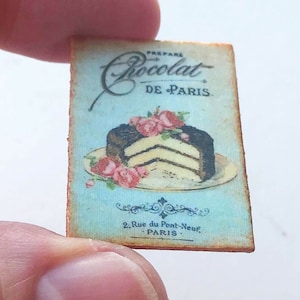 PREPARE
Chocolat
DE PARIS
2. Rue du Pont-Neuf.
PARIS